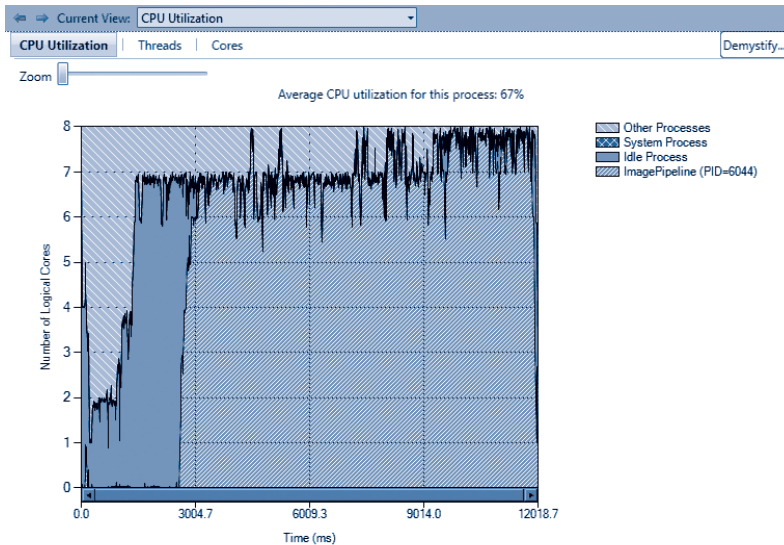 Current View: CPU Utilization
CPU Utilization Threads Cores Demystify...
Zoom
Average CPU utilization for this process: 67%
8
7
6
5
4
3
2
1
0
Number of Logical Cores
0.0 3004.7 6009.3 9014.0 12018.7
Time (ms)
Other Processes
System Process
Idle Process
ImagePipeline (PID=6044)